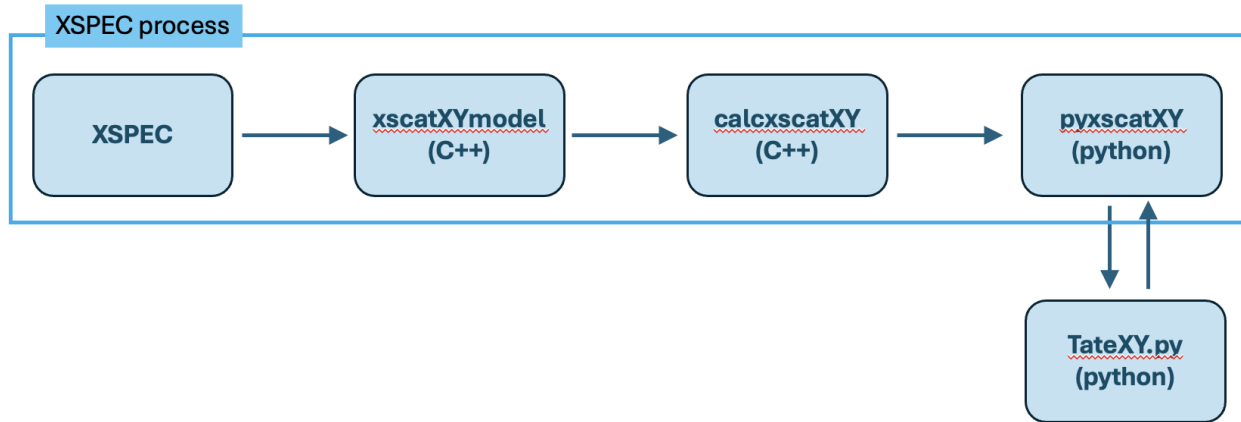 XSPEC process
XSPEC
xscatXYmodel
(C++)
calcxscatXY
(C++)
pyxscatXY
(python)
TateXY.py
(python)